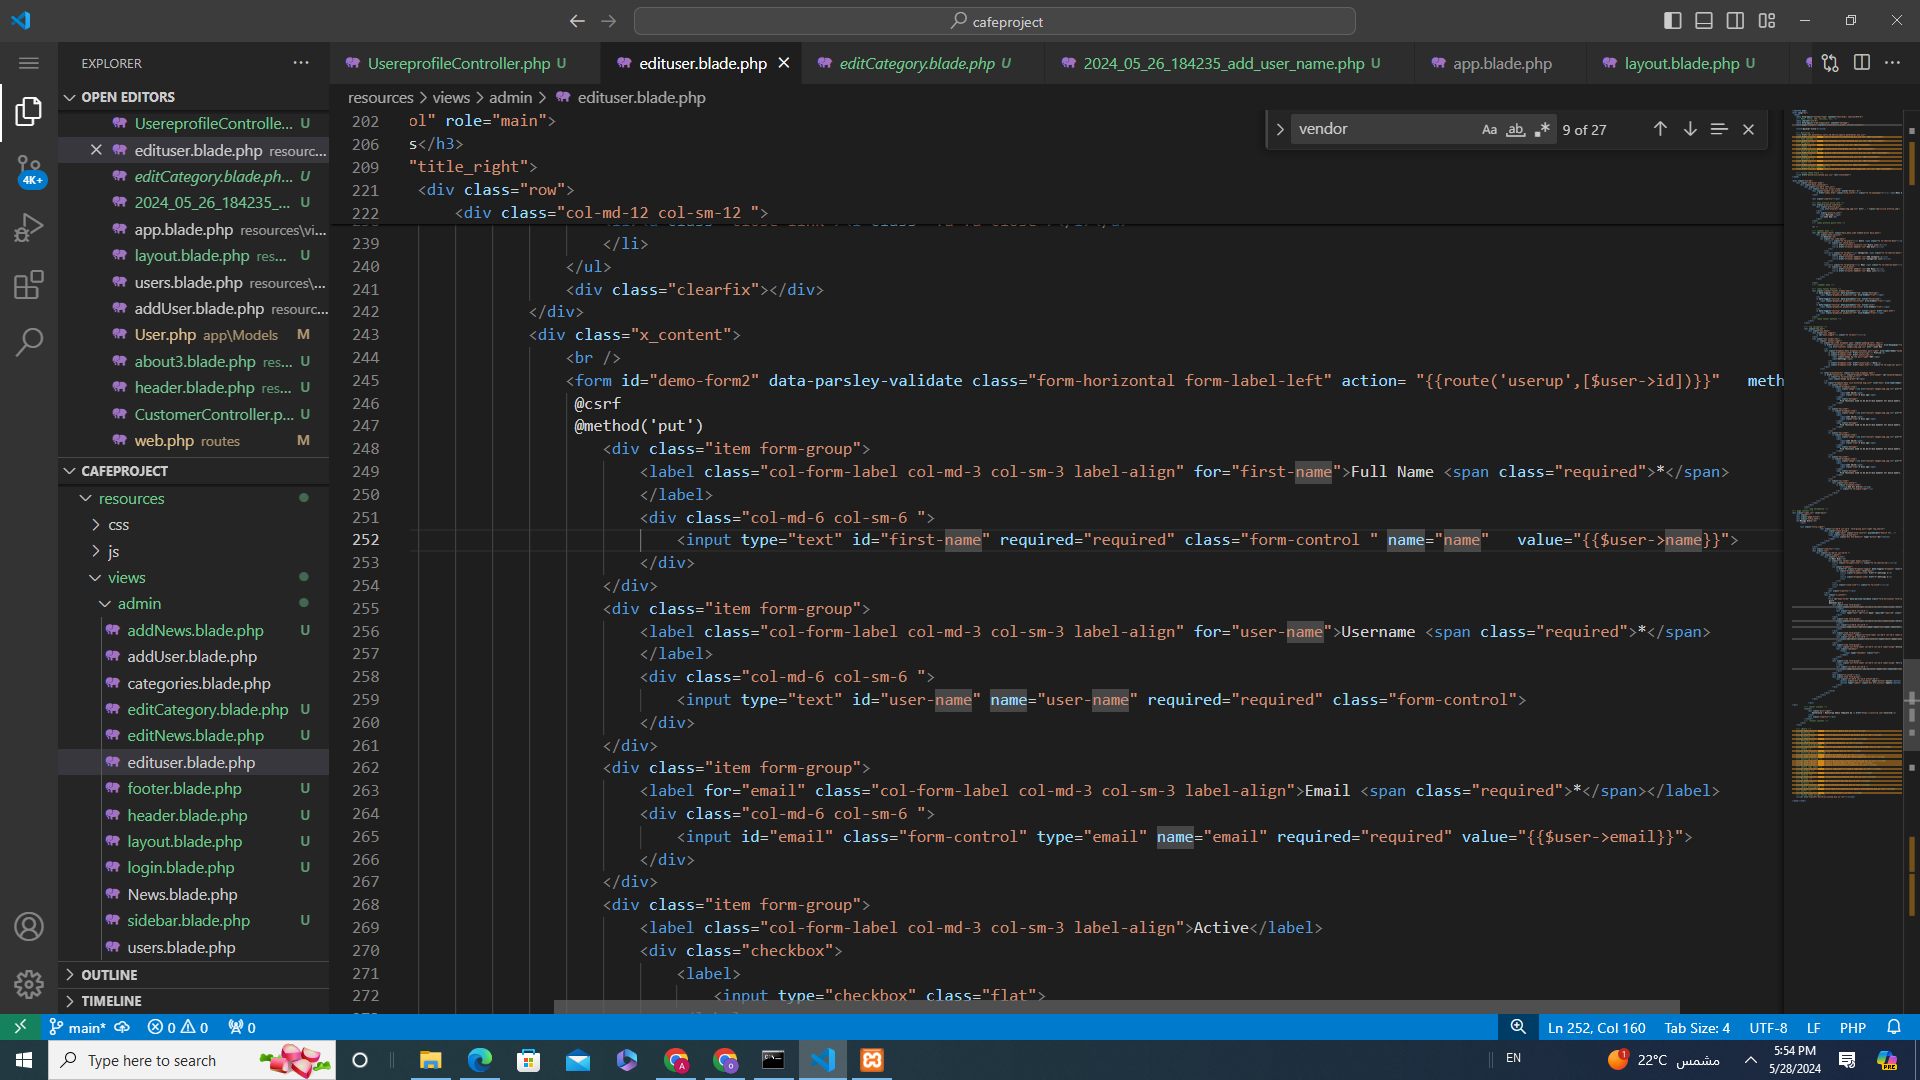 cafeproject
EXPLORER
OPEN EDITORS
UsereprofileControlle... U
edituser.blade.php resourc...
editCategory.blade.ph... U
2024_05_26_184235_... U
app.blade.php resources\vi...
layout.blade.php res... U
users.blade.php resources\...
addUser.blade.php resourc...
User.php app\Models M
about3.blade.php res... U
header.blade.php res... U
CustomerController.p... U
web.php routes M
4K+
CAFEPROJECT
resources
css
js
views
admin
addNews.blade.php U
addUser.blade.php
categories.blade.php
editCategory.blade.php U
editNews.blade.php U
edituser.blade.php
footer.blade.php U
header.blade.php U
layout.blade.php U
login.blade.php U
News.blade.php
sidebar.blade.php U
users.blade.php
OUTLINE
TIMELINE
UsereprofileController.php U
edituser.blade.php
editCategory.blade.php U
2024_05_26_184235_add_user_name.php U
app.blade.php
layout.blade.php U
resources > views > admin > edituser.blade.php
vendor Aa ab 9 of 27
202 ol" role="main">
206 s</h3>
209 "title_right">
221 <div class="row">
222 <div class="col-md-12 col-sm-12 ">
239 </li>
240 </ul>
241 <div class="clearfix"></div>
242 </div>
243 <div class="x_content">
244 <br />
245 <form id="demo-form2" data-parsley-validate class="form-horizontal form-label-left" action= "{{route('userup',[$user->id])}}" meth
246 @csrf
247 @method('put')
248 <div class="item form-group">
249 <label class="col-form-label col-md-3 col-sm-3 label-align" for="first-name">Full Name <span class="required">*</span>
250 </label>
251 <div class="col-md-6 col-sm-6 ">
252 <input type="text" id="first-name" required="required" class="form-control " name="name" value="{{$user->name}}">
253 </div>
254 </div>
255 <div class="item form-group">
256 <label class="col-form-label col-md-3 col-sm-3 label-align" for="user-name">Username <span class="required">*</span>
257 </label>
258 <div class="col-md-6 col-sm-6 ">
259 <input type="text" id="user-name" name="user-name" required="required" class="form-control">
260 </div>
261 </div>
262 <div class="item form-group">
263 <label for="email" class="col-form-label col-md-3 col-sm-3 label-align">Email <span class="required">*</span></label>
264 <div class="col-md-6 col-sm-6 ">
265 <input id="email" class="form-control" type="email" name="email" required="required" value="{{$user->email}}">
266 </div>
267 </div>
268 <div class="item form-group">
269 <label class="col-form-label col-md-3 col-sm-3 label-align">Active</label>
270 <div class="checkbox">
271 <label>
272 <input type="checkbox" class="flat">
main* 0 0 0
Ln 252, Col 160 Tab Size: 4 UTF-8 LF PHP
Type here to search
EN
1
22°C مشمس
5:54 PM
5/28/2024